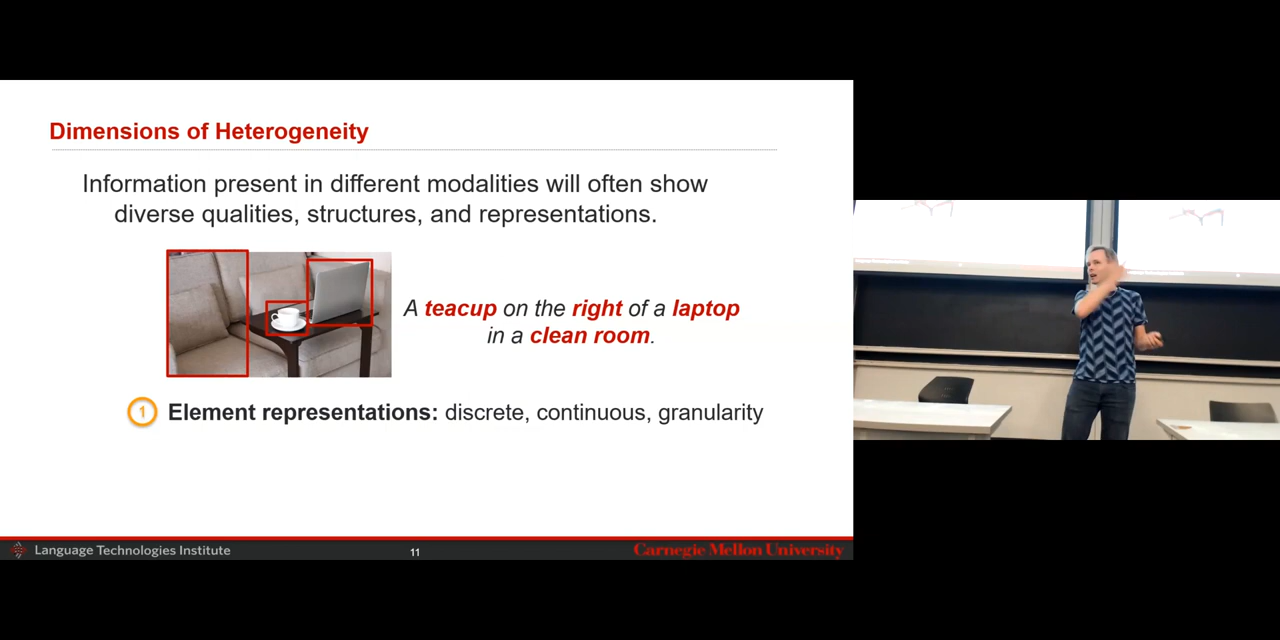 Dimensions of Heterogeneity
Information present in different modalities will often show
diverse qualities, structures, and representations.
A teacup on the right of a laptop
in a clean room.
1 Element representations: discrete, continuous, granularity
Language Technologies Institute
11
Carnegie Mellon University